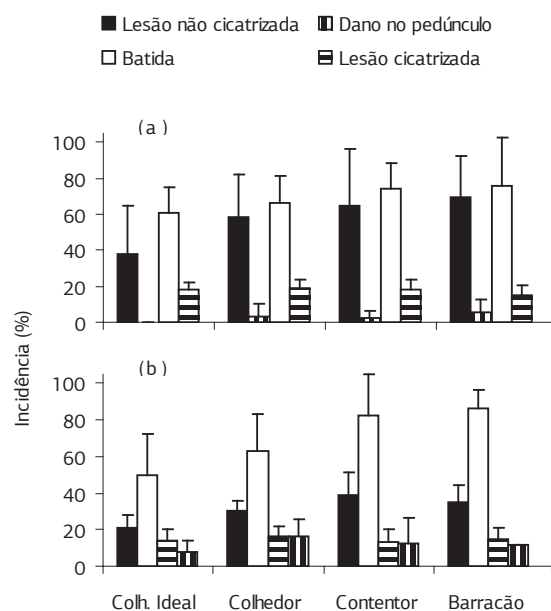 Lesão não cicatrizada Dano no pedúnculo
Batida Lesão cicatrizada
(a)
100
80
60
40
20
0
Incidência (%)
(b)
100
80
60
40
20
0
Colh. Ideal Colhedor Contentor Barracão